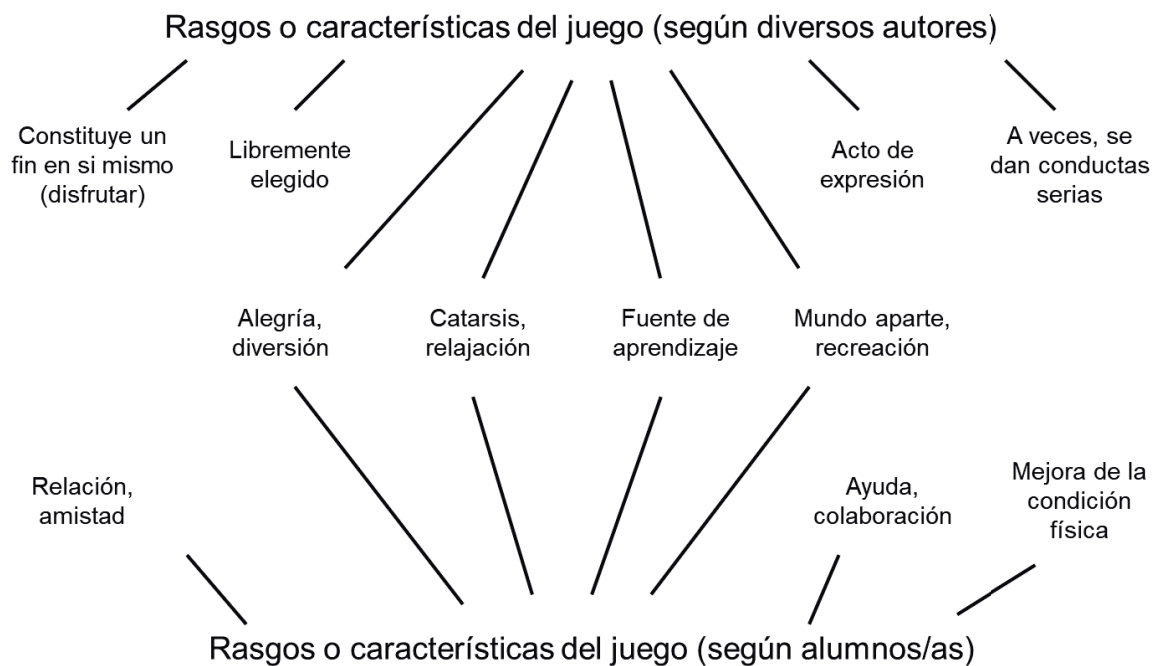 Rasgos o características del juego (según diversos autores)
Constituye un
fin en si mismo
(disfrutar)
Libremente
elegido
Acto de
expresión
A veces, se
dan conductas
serias
Alegría,
diversión
Catarsis,
relajación
Fuente de
aprendizaje
Mundo aparte,
recreación
Relación,
amistad
Ayuda,
colaboración
Mejora de la
condición
física
Rasgos o características del juego (según alumnos/as)